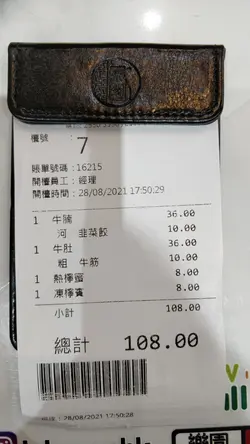 檯號 : 7
賬單號碼 : 16215
開檯員工 : 經理
開檯時間 : 28/08/2021 17:50:29
1 牛腩 36.00
河 韭菜餃 10.00
1 牛肚 36.00
粗 牛筋 10.00
1 熱檸蜜 8.00
1 凍檸賓 8.00
小計 108.00
總計 108.00
28/08/2021 17:50:28
樂園